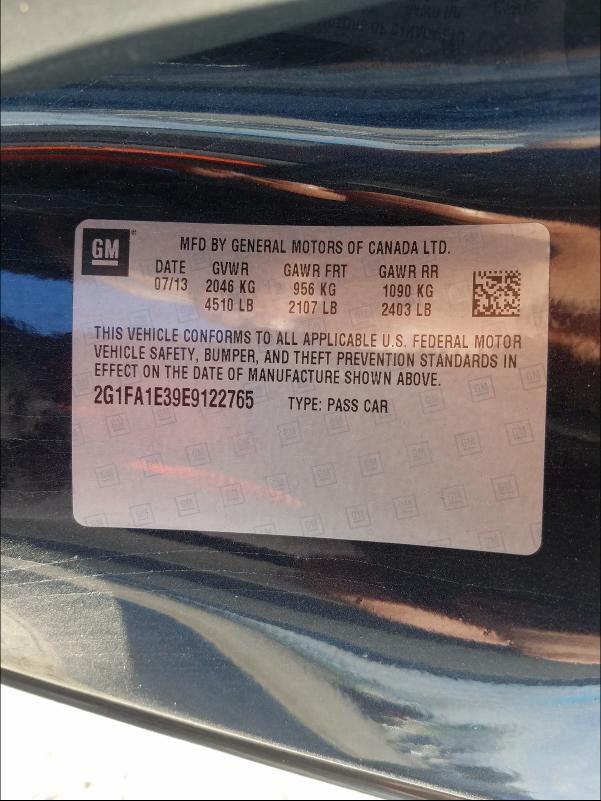 GM
MFD BY GENERAL MOTORS OF CANADA LTD.
DATE GVWR GAWR FRT GAWR RR
07/13 2046 KG 956 KG 1090 KG
4510 LB 2107 LB 2403 LB
THIS VEHICLE CONFORMS TO ALL APPLICABLE U.S. FEDERAL MOTOR
VEHICLE SAFETY, BUMPER, AND THEFT PREVENTION STANDARDS IN
EFFECT ON THE DATE OF MANUFACTURE SHOWN ABOVE.
2G1FA1E39E9122765 TYPE: PASS CAR